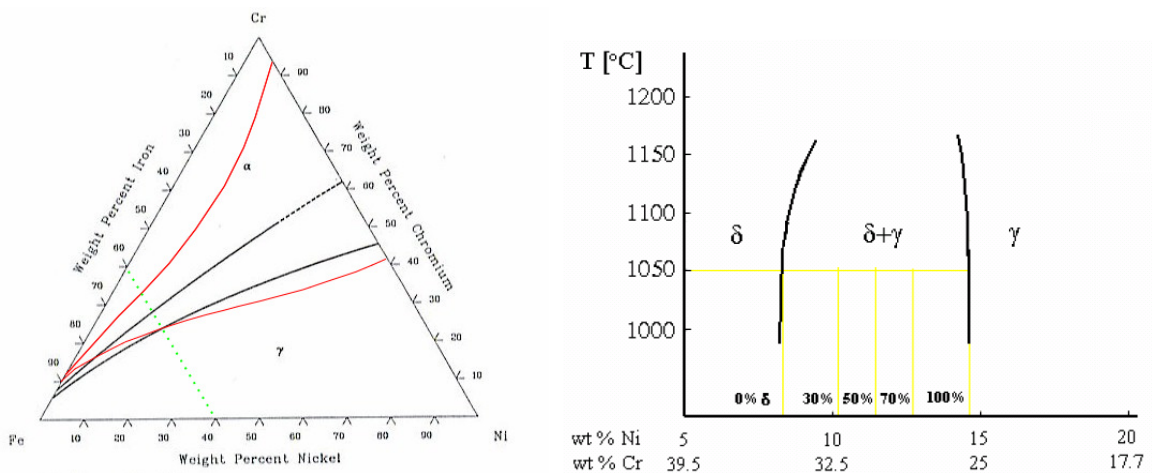 Cr
10
20
30
40
50
60
70
80
90
Weight Percent Iron
90
80
70
60
50
40
30
20
10
Weight Percent Chromium
α
γ
Fe
10 20 30 40 50 60 70 80 90
Ni
Weight Percent Nickel
T [°C]
1200
1150
1100
1050
1000
δ
δ+γ
γ
0% δ 30% 50% 70% 100%
wt % Ni 5 10 15 20
wt % Cr 39.5 32.5 25 17.7